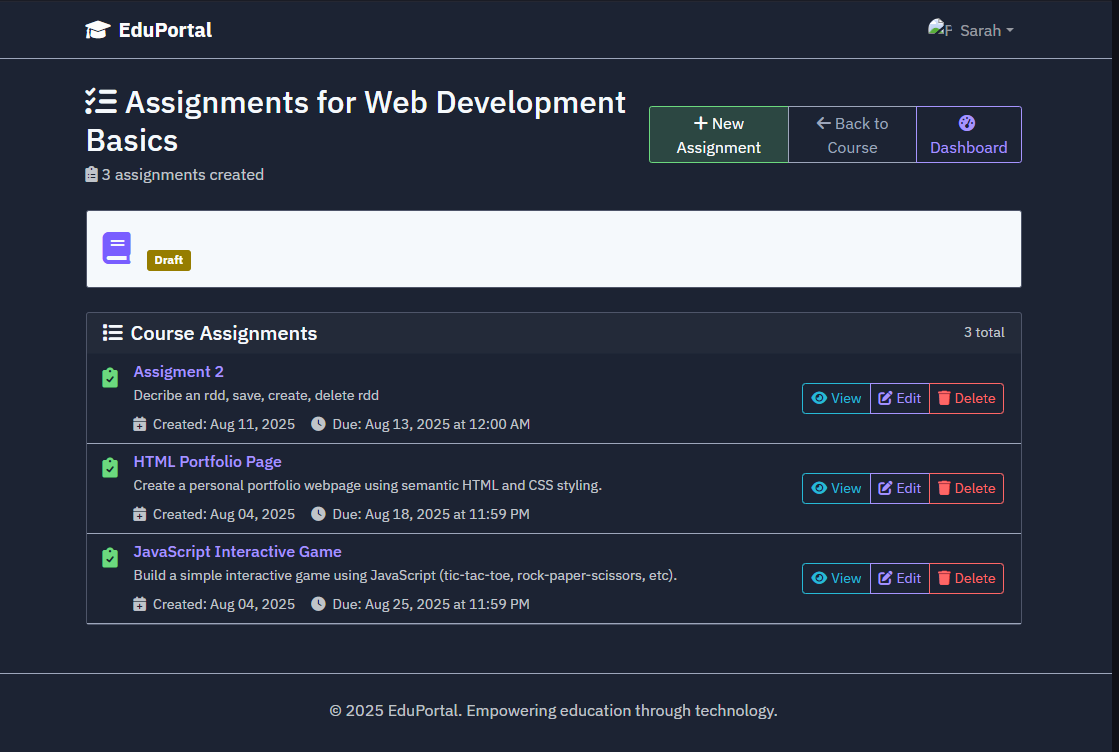 EduPortal
F Sarah
Assignments for Web Development
Basics
3 assignments created
New
Assignment
Back to
Course
Dashboard
Draft
Course Assignments
3 total
Assigment 2
Decribe an rdd, save, create, delete rdd
Created: Aug 11, 2025 Due: Aug 13, 2025 at 12:00 AM
View Edit Delete
HTML Portfolio Page
Create a personal portfolio webpage using semantic HTML and CSS styling.
Created: Aug 04, 2025 Due: Aug 18, 2025 at 11:59 PM
View Edit Delete
JavaScript Interactive Game
Build a simple interactive game using JavaScript (tic-tac-toe, rock-paper-scissors, etc).
Created: Aug 04, 2025 Due: Aug 25, 2025 at 11:59 PM
View Edit Delete
© 2025 EduPortal. Empowering education through technology.